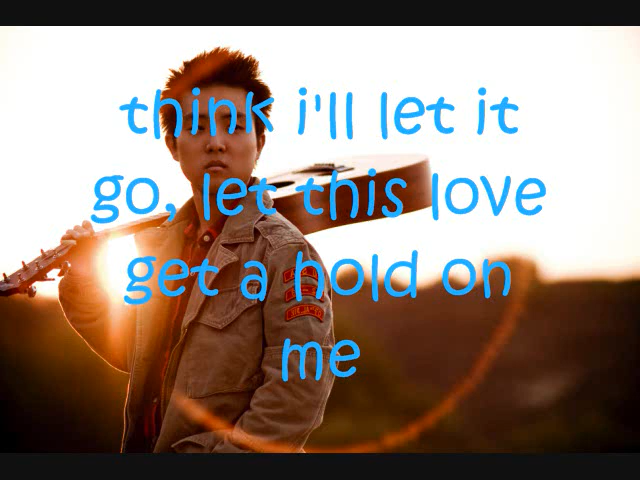 think i'll let it
go, let this love
get a hold on
me